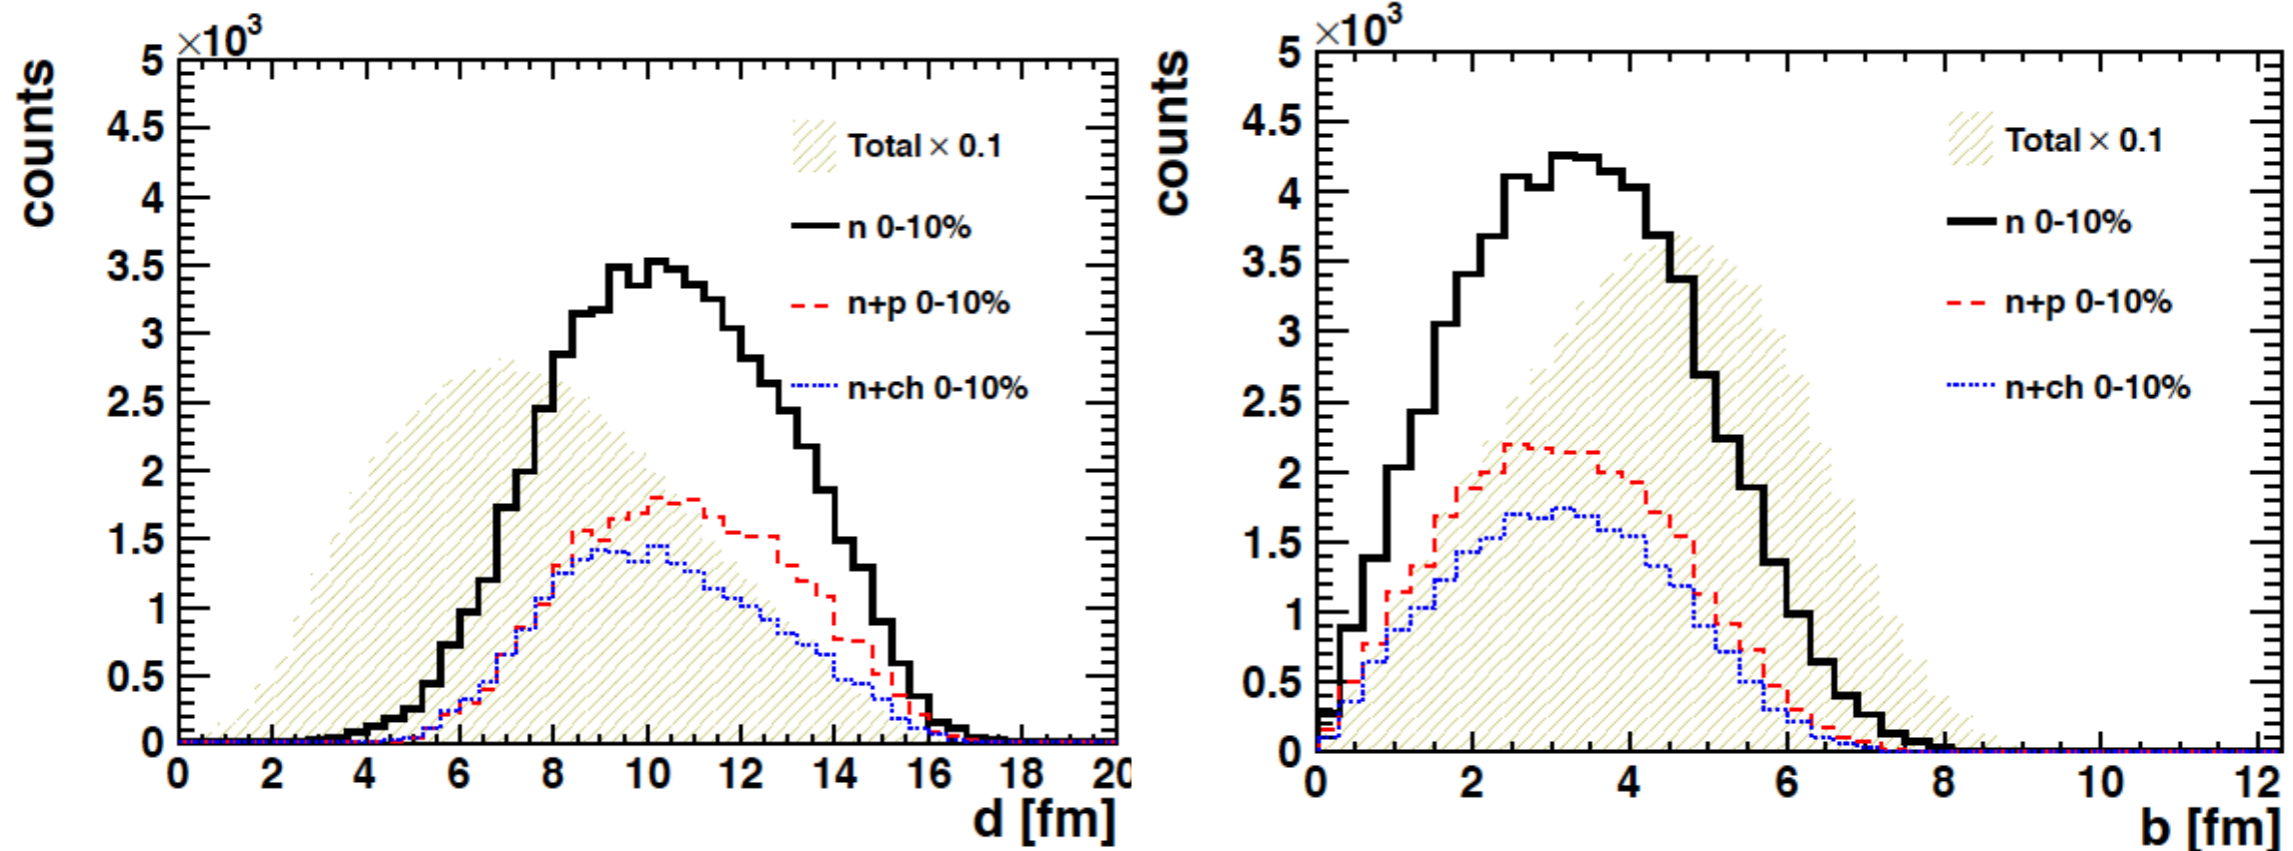 ×10³
counts
5
4.5
4
3.5
3
2.5
2
1.5
1
0.5
0
Total × 0.1
n 0-10%
n+p 0-10%
n+ch 0-10%
0 2 4 6 8 10 12 14 16 18 20
d [fm]
×10³
counts
5
4.5
4
3.5
3
2.5
2
1.5
1
0.5
0
Total × 0.1
n 0-10%
n+p 0-10%
n+ch 0-10%
0 2 4 6 8 10 12
b [fm]